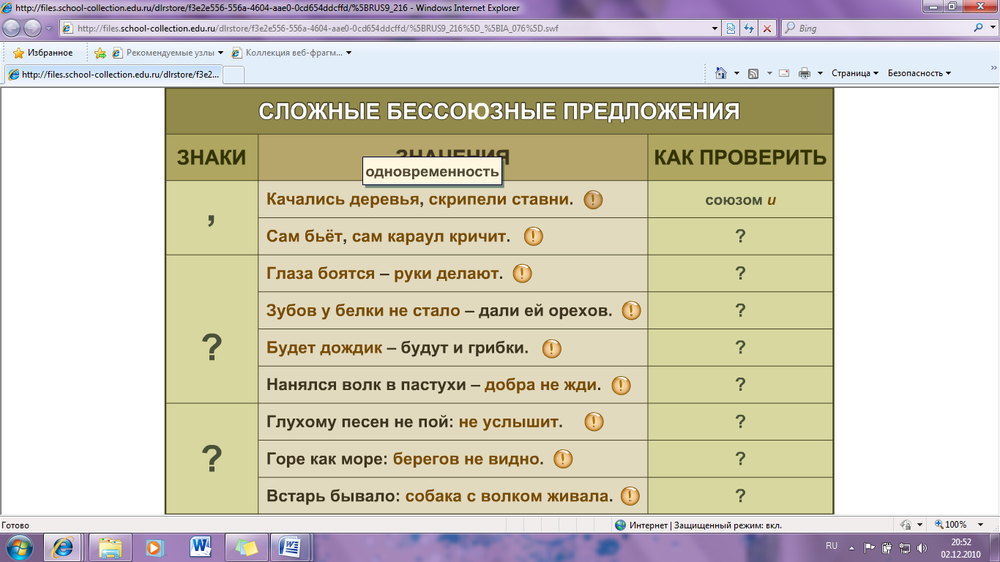 http://files.school-collection.edu.ru/dlrstore/f3e2e556-556a-4604-aae0-0cd654ddcffd/%5BRUS9_216 - Windows Internet Explorer
http://files.school-collection.edu.ru/dlrstore/f3e2e556-556a-4604-aae0-0cd654ddcffd/%5BRUS9_216%5D_%5BIA_076%5D.swf
Bing
Избранное Рекомендуемые узлы Коллекция веб-фрагм...
http://files.school-collection.edu.ru/dlrstore/f3e2... Страница Безопасность
СЛОЖНЫЕ БЕССОЮЗНЫЕ ПРЕДЛОЖЕНИЯ
ЗНАКИ ЗНАЧЕНИЯ КАК ПРОВЕРИТЬ
одновременность
, Качались деревья, скрипели ставни. ! союзом и
Сам бьёт, сам караул кричит. ! ?
? Глаза боятся – руки делают. ! ?
Зубов у белки не стало – дали ей орехов. ! ?
Будет дождик – будут и грибки. ! ?
Нанялся волк в пастухи – добра не жди. ! ?
? Глухому песен не пой: не услышит. ! ?
Горе как море: берегов не видно. ! ?
Встарь бывало: собака с волком живала. ! ?
Готово Интернет | Защищенный режим: вкл. 100%
RU 20:52
02.12.2010